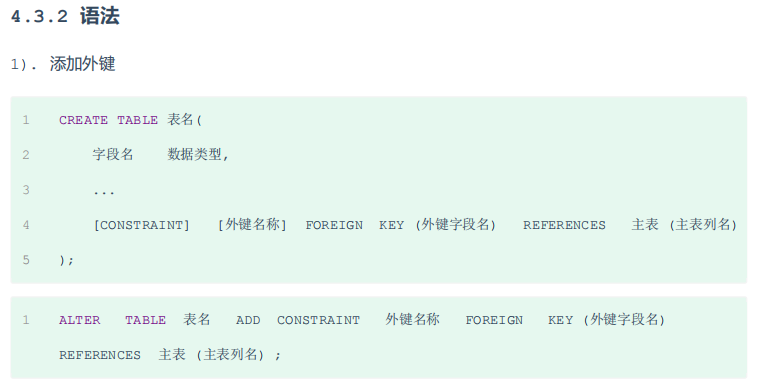 4.3.2 语法
1). 添加外键
1 CREATE TABLE 表名(
2 字段名 数据类型,
3 ...
4 [CONSTRAINT] [外键名称] FOREIGN KEY (外键字段名) REFERENCES 主表 (主表列名)
5 );
1 ALTER TABLE 表名 ADD CONSTRAINT 外键名称 FOREIGN KEY (外键字段名)
REFERENCES 主表 (主表列名) ;